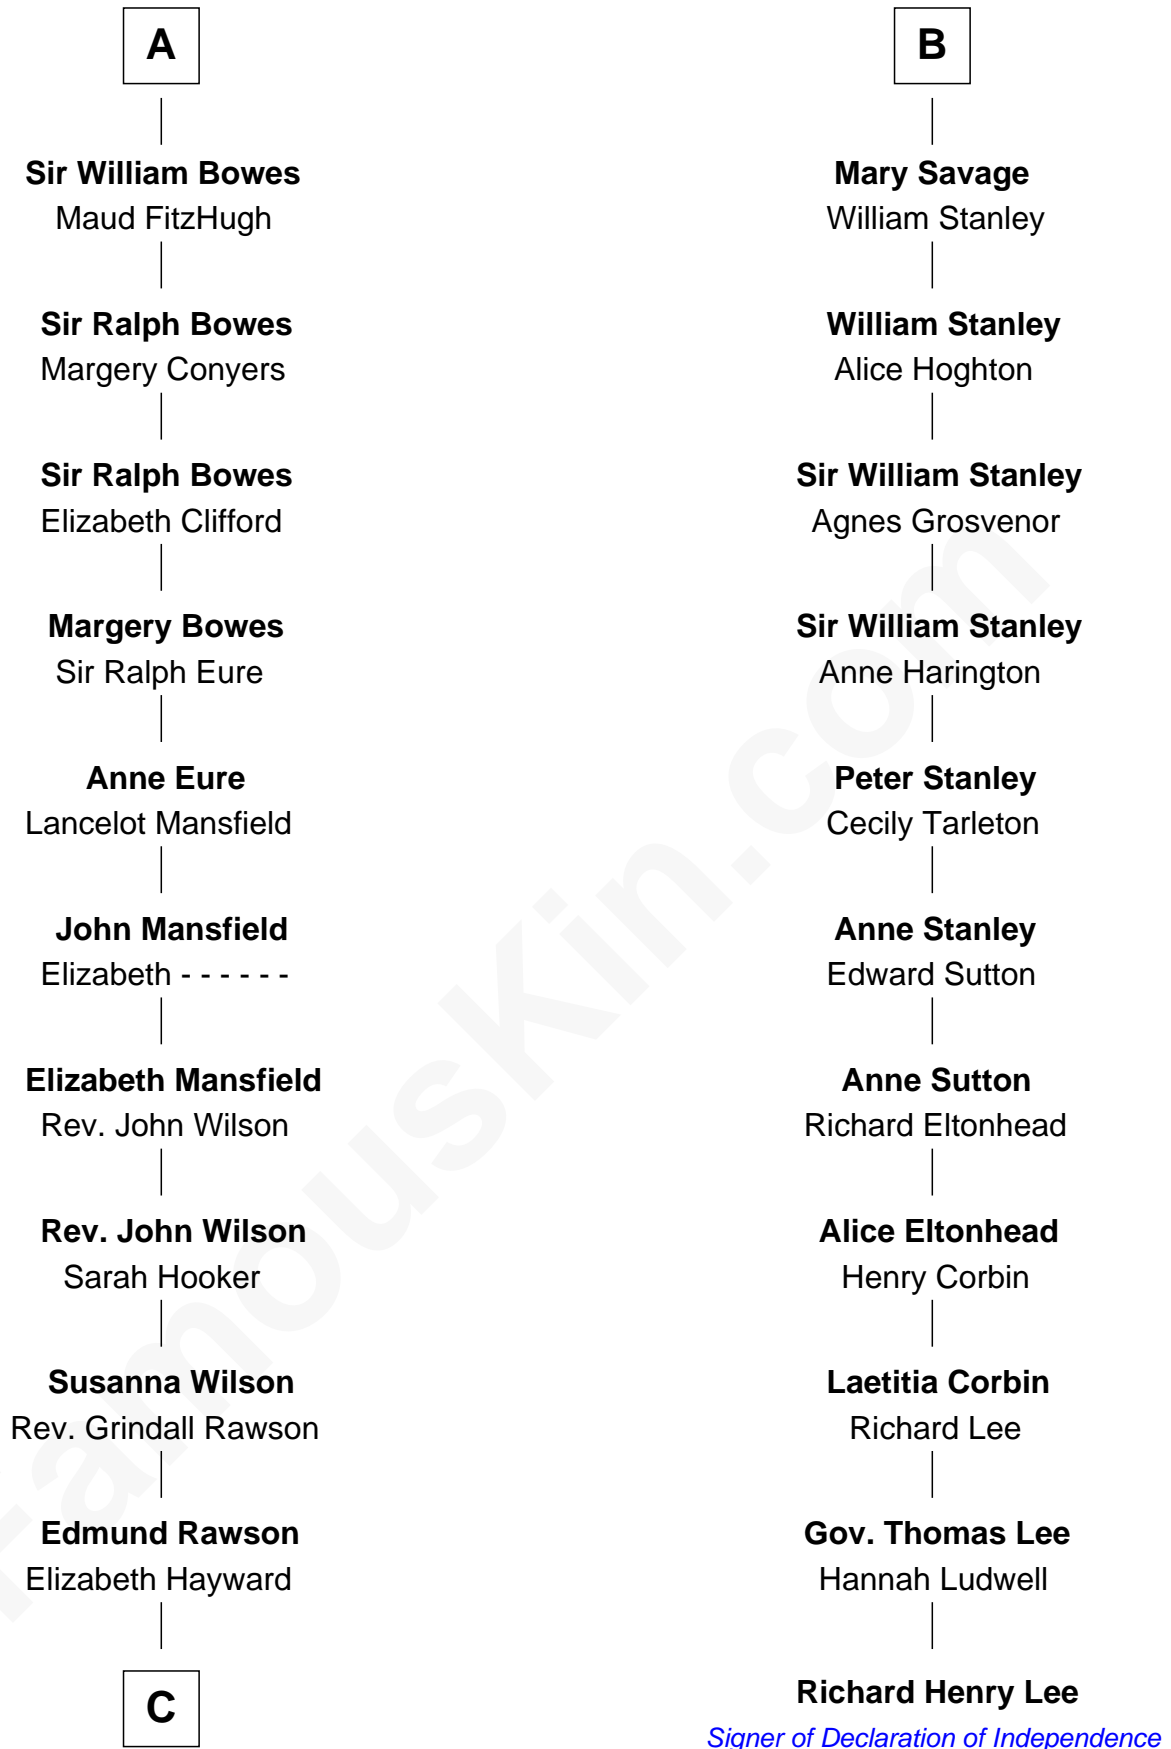 A
Sir William Bowes
Maud FitzHugh
Sir Ralph Bowes
Margery Conyers
Sir Ralph Bowes
Elizabeth Clifford
Margery Bowes
Sir Ralph Eure
Anne Eure
Lancelot Mansfield
John Mansfield
Elizabeth - - - - - -
Elizabeth Mansfield
Rev. John Wilson
Rev. John Wilson
Sarah Hooker
Susanna Wilson
Rev. Grindall Rawson
Edmund Rawson
Elizabeth Hayward
C
B
Mary Savage
William Stanley
William Stanley
Alice Hoghton
Sir William Stanley
Agnes Grosvenor
Sir William Stanley
Anne Harington
Peter Stanley
Cecily Tarleton
Anne Stanley
Edward Sutton
Anne Sutton
Richard Eltonhead
Alice Eltonhead
Henry Corbin
Laetitia Corbin
Richard Lee
Gov. Thomas Lee
Hannah Ludwell
Richard Henry Lee
Signer of Declaration of Independence
FamousKin.com